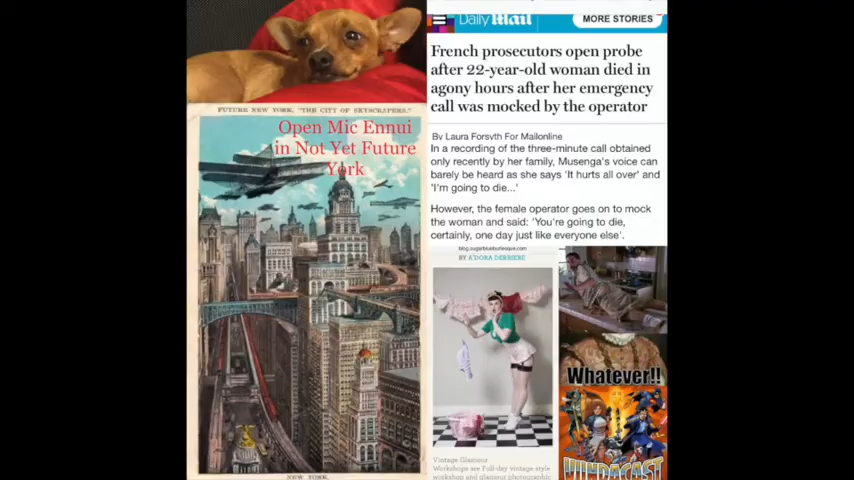 FUTURE NEW YORK, "THE CITY OF SKYSCRAPERS."
Open Mic Ennui
in Not Yet Future
York
NEW YORK.
Daily Mail
MORE STORIES
French prosecutors open probe
after 22-year-old woman died in
agony hours after her emergency
call was mocked by the operator
By Laura Forsyth For Mailonline
In a recording of the three-minute call obtained
only recently by her family, Musenga's voice can
barely be heard as she says 'It hurts all over' and
'I'm going to die...'
However, the female operator goes on to mock
the woman and said: 'You're going to die,
certainly, one day just like everyone else'.
blog.sugarblueburlesque.com
BY A'DORA DERRIERE
Vintage Glamour
Workshops are Full-day vintage-style
workshop and glamour photographic
Whatever!!
VUNDACAST